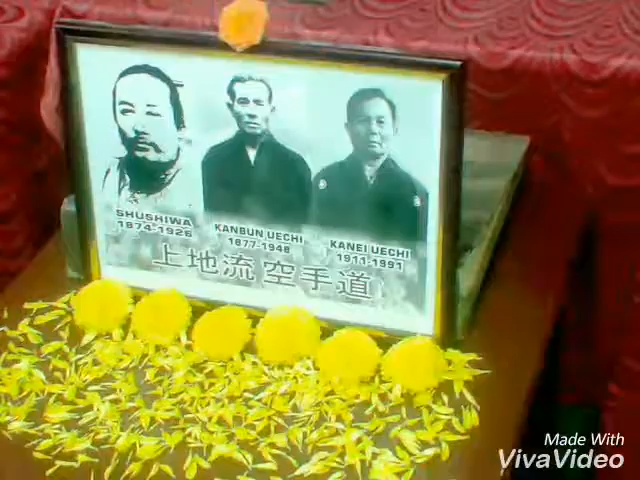 SHUSHIWA
1874-1926
KANBUN UECHI
1877-1948
KANEI UECHI
1911-1991
上地流 空手道
Made With
VivaVideo